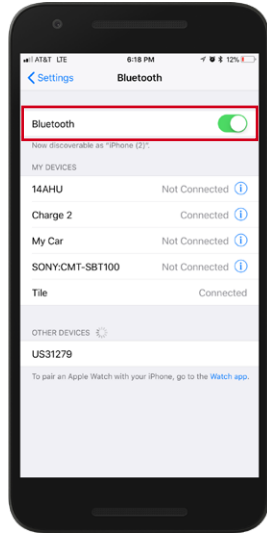 AT&T LTE 6:18 PM 12%
Settings Bluetooth
Bluetooth
Now discoverable as "iPhone (2)".
MY DEVICES
14AHU Not Connected
Charge 2 Connected
My Car Not Connected
SONY:CMT-SBT100 Not Connected
Tile Connected
OTHER DEVICES
US31279
To pair an Apple Watch with your iPhone, go to the Watch app.